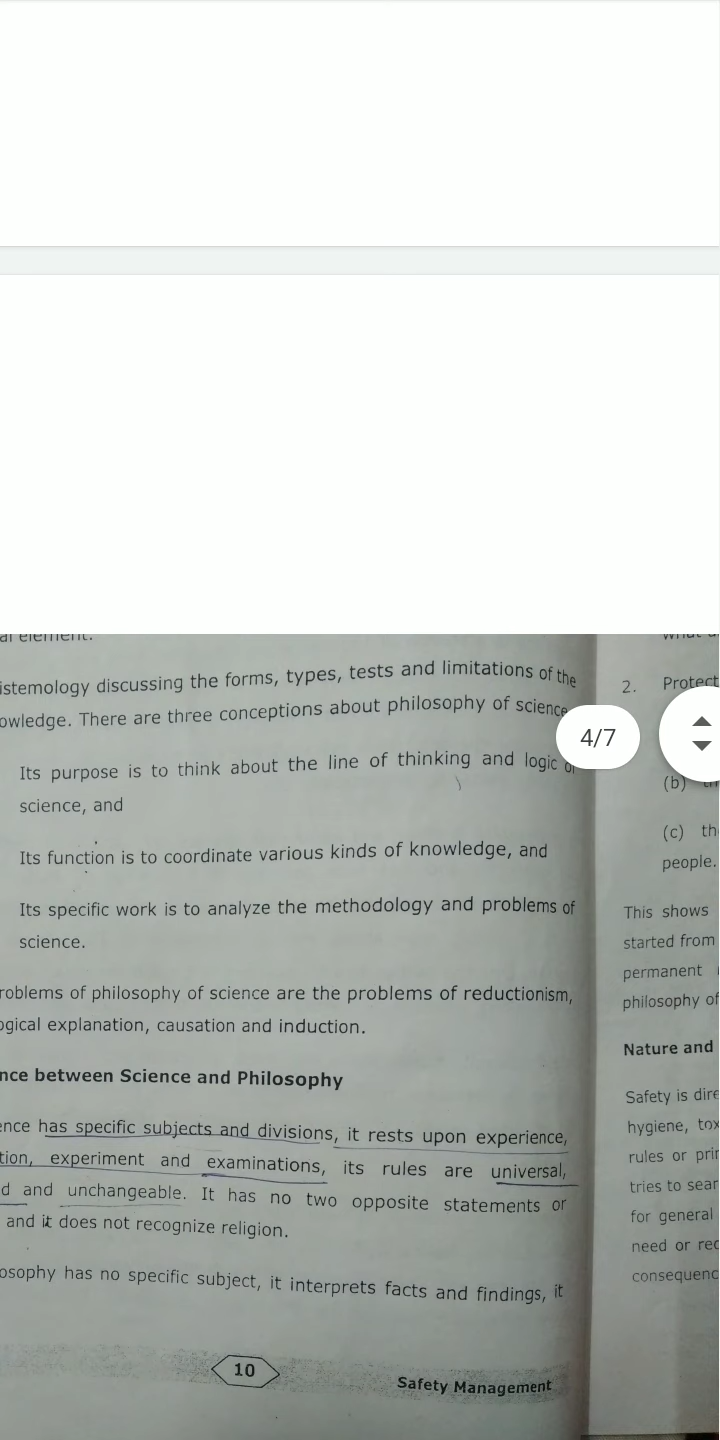 al element.
istemology discussing the forms, types, tests and limitations of the
owledge. There are three conceptions about philosophy of science
Its purpose is to think about the line of thinking and logic
science, and
Its function is to coordinate various kinds of knowledge, and
Its specific work is to analyze the methodology and problems of
science.
roblems of philosophy of science are the problems of reductionism,
ogical explanation, causation and induction.
nce between Science and Philosophy
ence has specific subjects and divisions, it rests upon experience,
tion, experiment and examinations, its rules are universal,
d and unchangeable. It has no two opposite statements or
and it does not recognize religion.
osophy has no specific subject, it interprets facts and findings, it
10
Safety Management
4/7
2. Protect
(b)
(c) th
people.
This shows
started from
permanent
philosophy of
Nature and
Safety is dire
hygiene, tox
rules or prin
tries to sear
for general
need or rec
consequenc